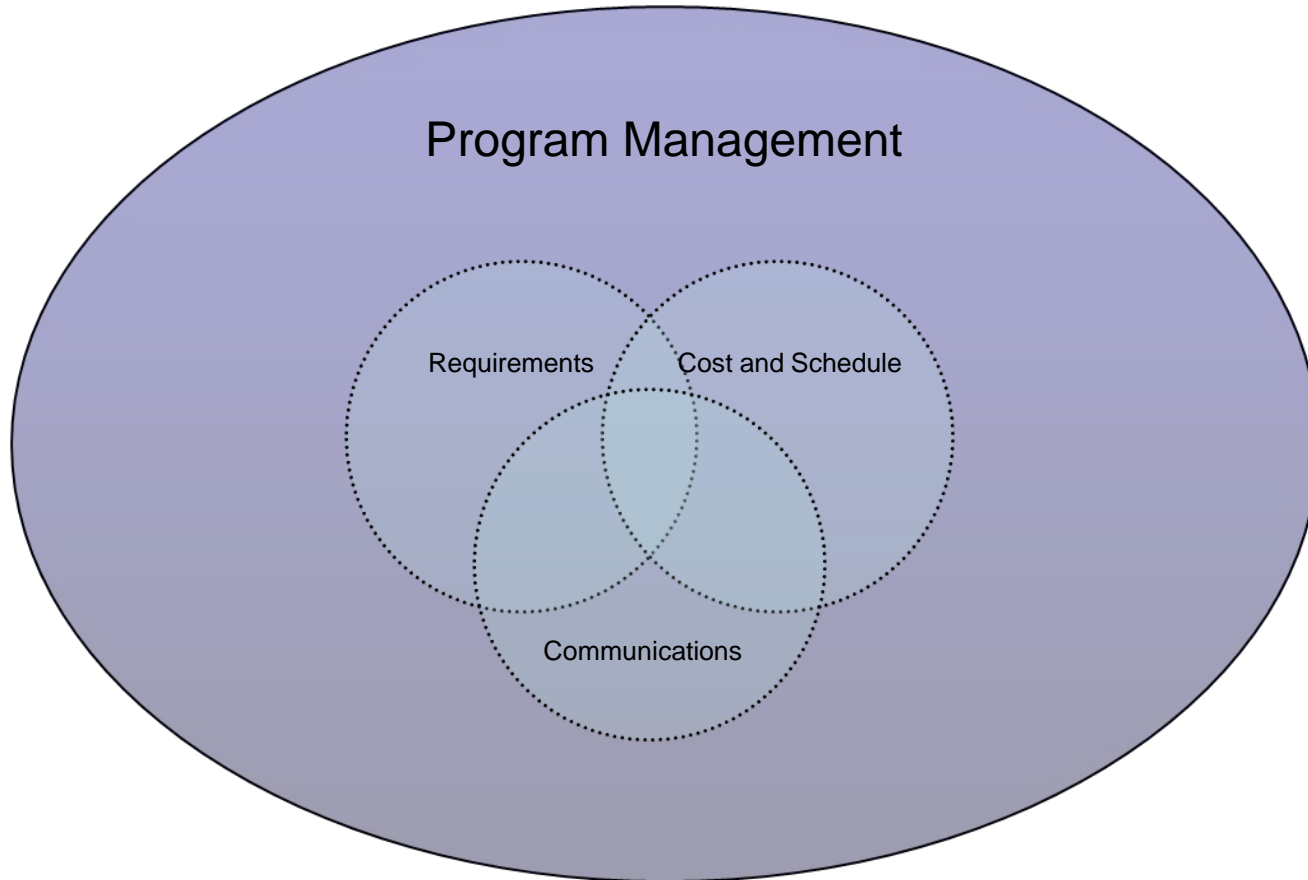 Program Management
Requirements
Cost and Schedule
Communications